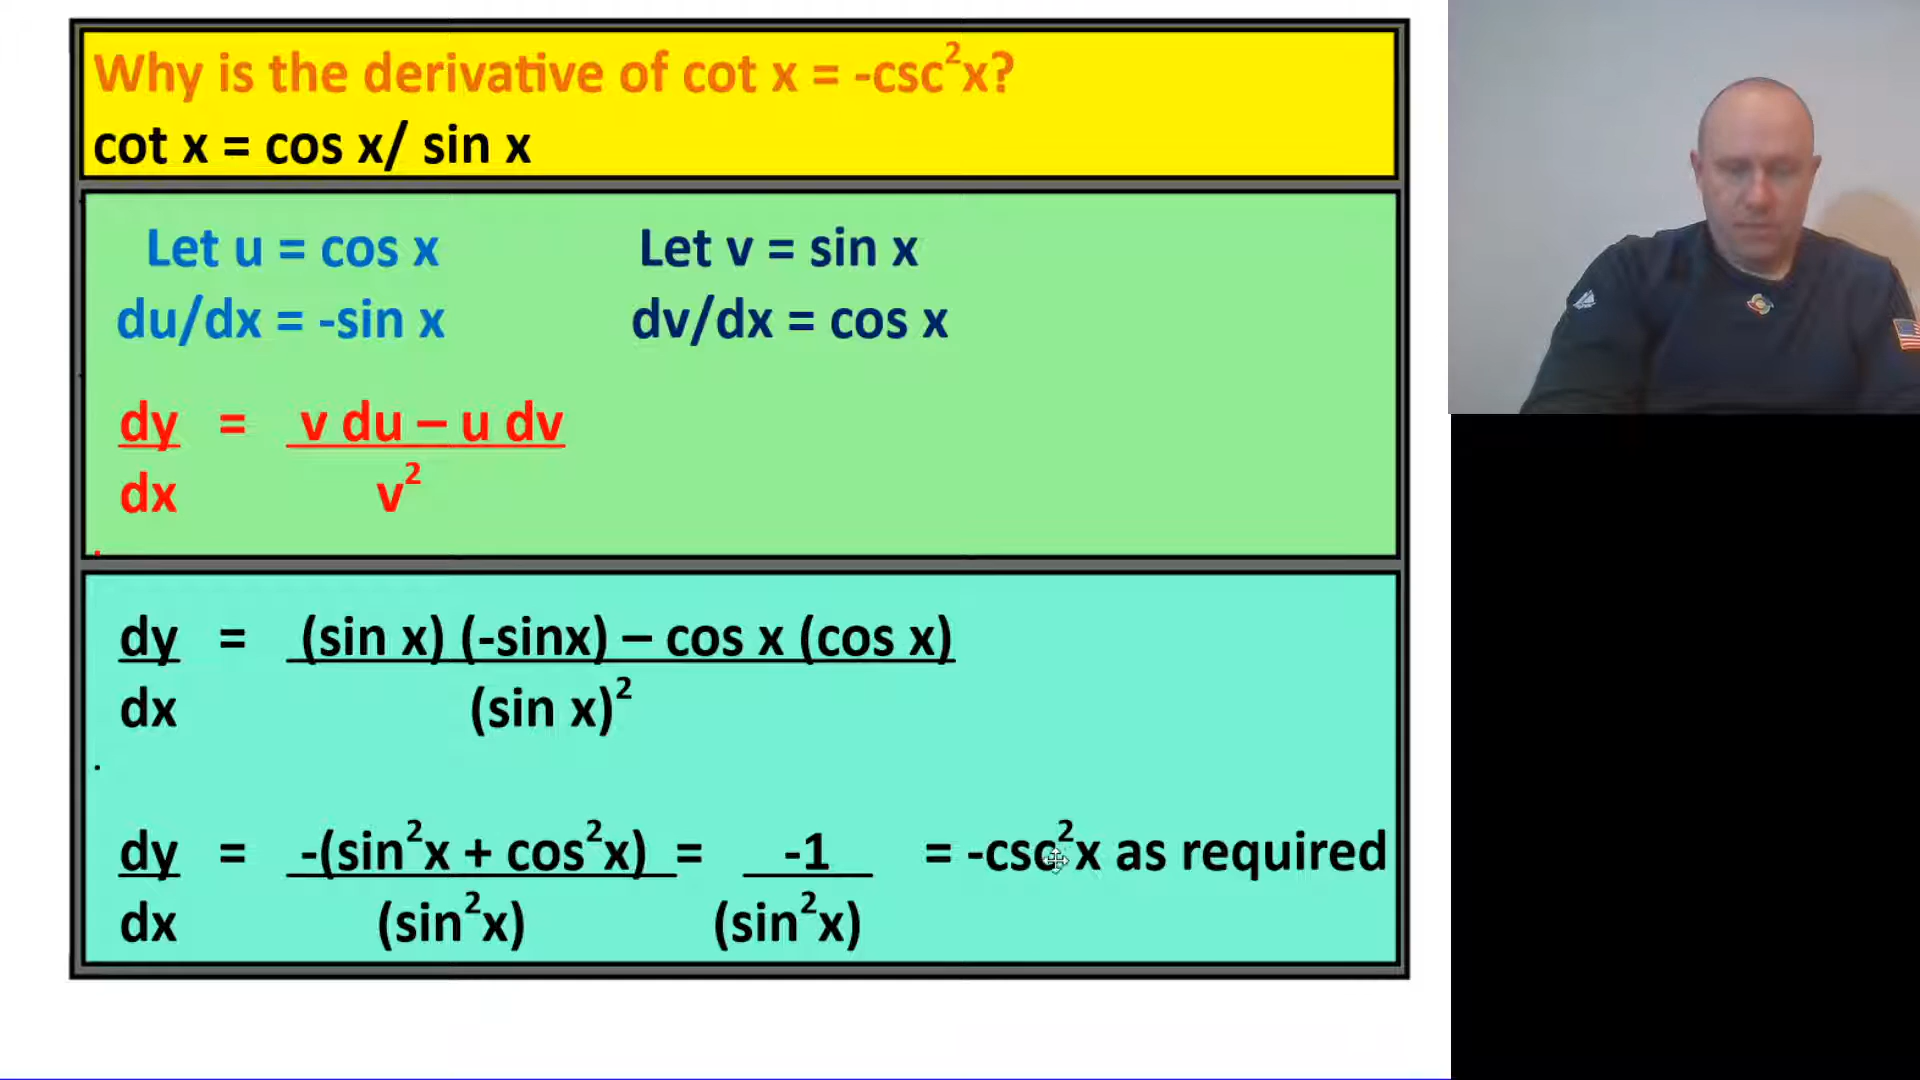 Why is the derivative of cot x = -csc²x?
cot x = cos x/ sin x
Let u = cos x Let v = sin x
du/dx = -sin x dv/dx = cos x
dy = v du – u dv
dx v²
.
dy = (sin x) (-sinx) – cos x (cos x)
dx (sin x)²
.
dy = -(sin²x + cos²x) = -1 = -csc²x as required
dx (sin²x) (sin²x)